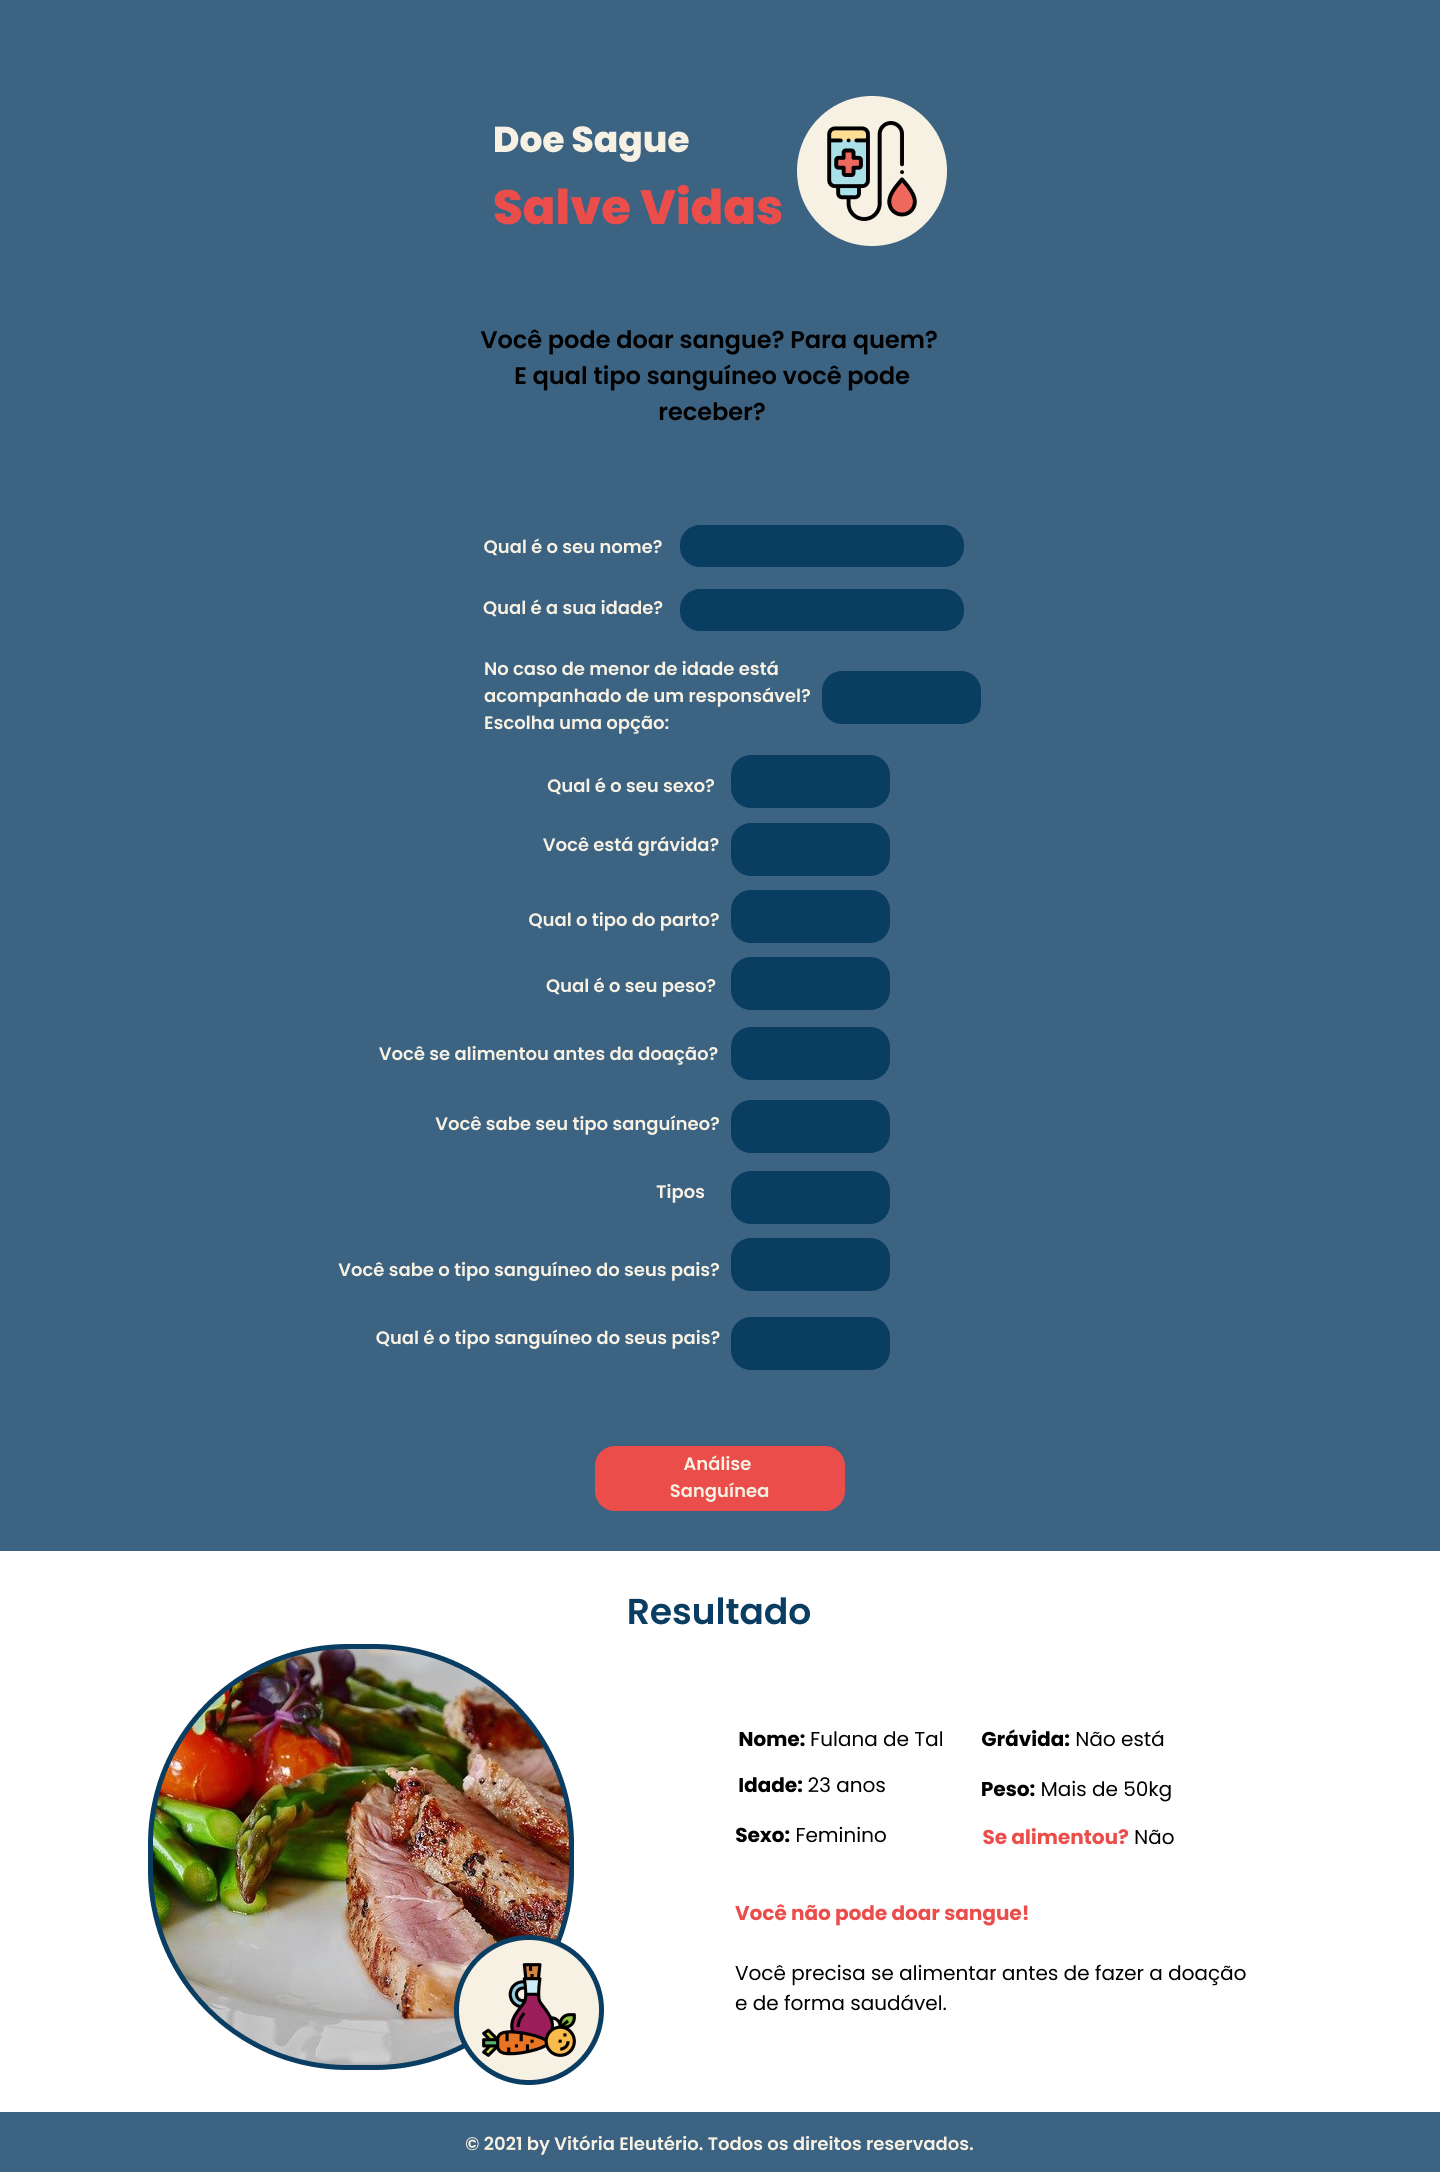 Doe Sague
Salve Vidas
Você pode doar sangue? Para quem?
E qual tipo sanguíneo você pode
receber?
Qual é o seu nome?
Qual é a sua idade?
No caso de menor de idade está
acompanhado de um responsável?
Escolha uma opção:
Qual é o seu sexo?
Você está grávida?
Qual o tipo do parto?
Qual é o seu peso?
Você se alimentou antes da doação?
Você sabe seu tipo sanguíneo?
Tipos
Você sabe o tipo sanguíneo do seus pais?
Qual é o tipo sanguíneo do seus pais?
Análise
Sanguínea
Resultado
Nome: Fulana de Tal
Idade: 23 anos
Sexo: Feminino
Grávida: Não está
Peso: Mais de 50kg
Se alimentou? Não
Você não pode doar sangue!
Você precisa se alimentar antes de fazer a doação
e de forma saudável.
© 2021 by Vitória Eleutério. Todos os direitos reservados.